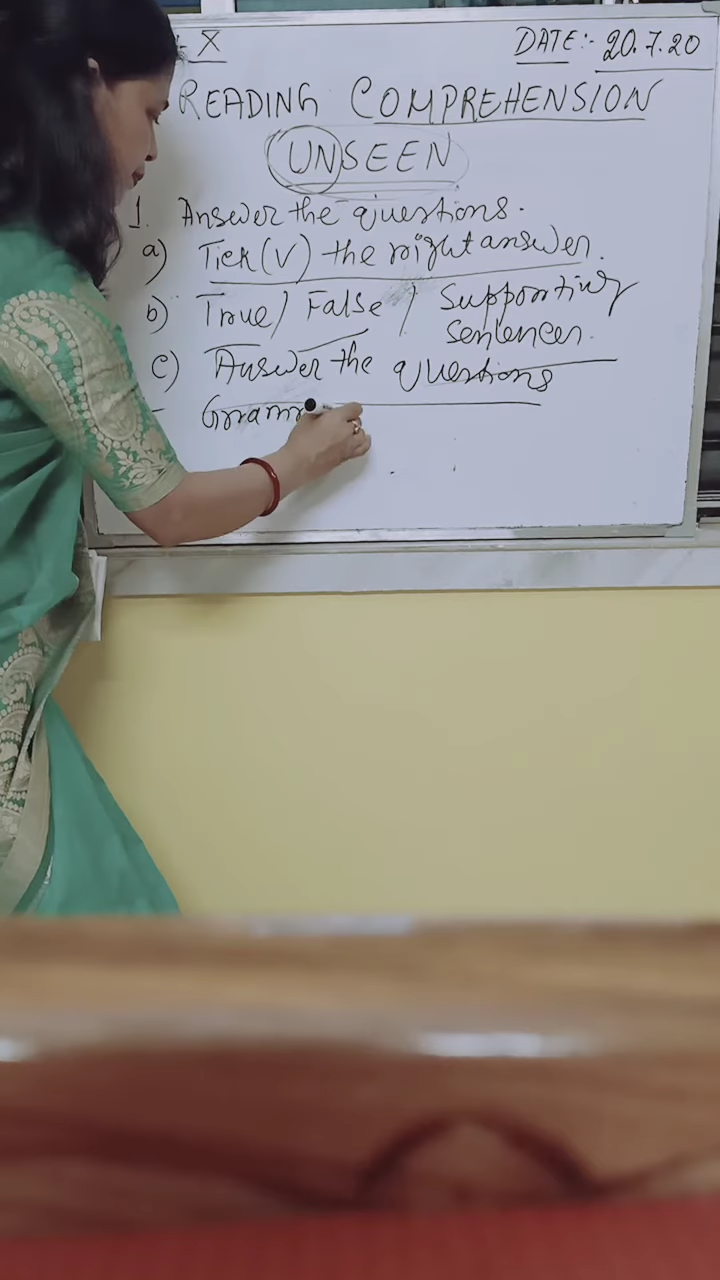 X
DATE:- 20.7.20
READING COMPREHENSION
UNSEEN
1. Answer the questions.
a) Tick(V) the right answer.
b) True/ False / Supporting
sentences.
c) Answer the questions
- Gramm